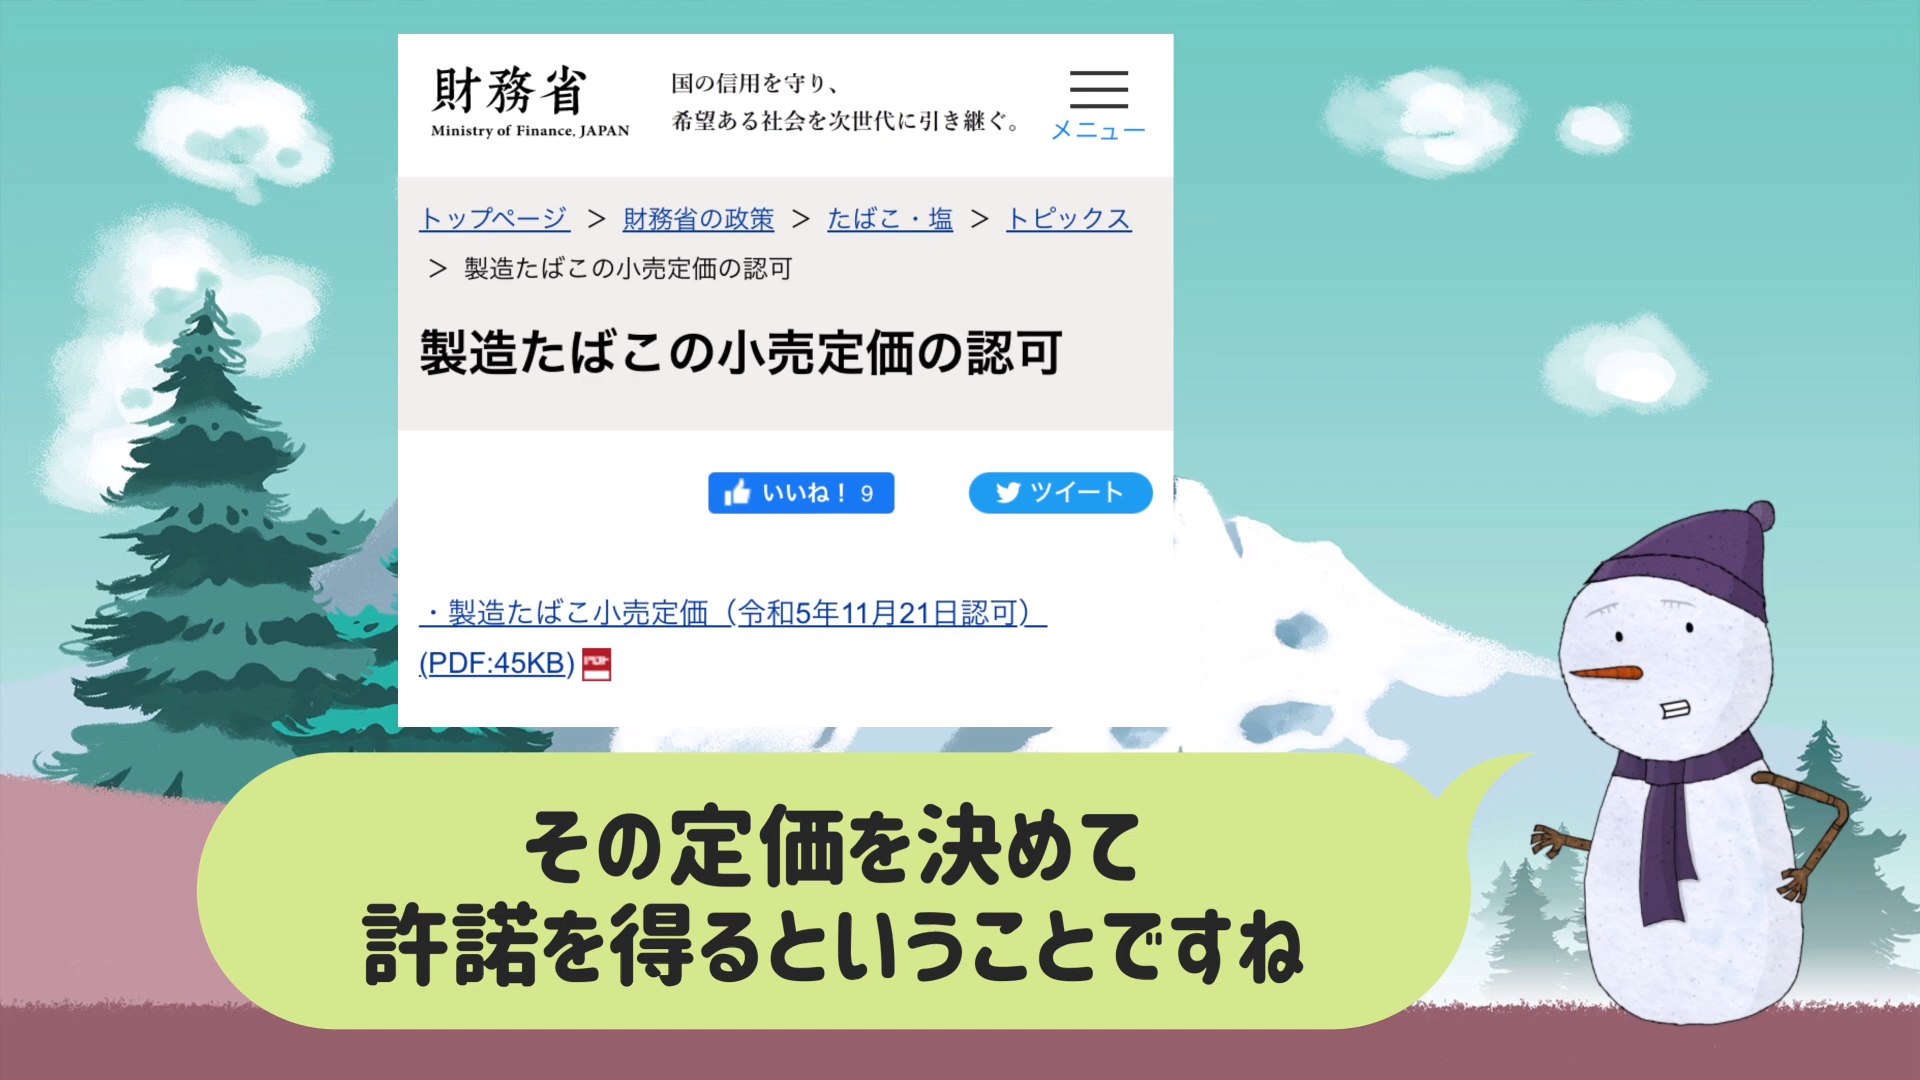 財務省
Ministry of Finance, JAPAN
国の信用を守り、
希望ある社会を次世代に引き継ぐ。
メニュー
トップページ > 財務省の政策 > たばこ・塩 > トピックス
> 製造たばこの小売定価の認可
製造たばこの小売定価の認可
いいね！ 9
ツイート
・製造たばこ小売定価（令和5年11月21日認可）
(PDF:45KB)
PDF
その定価を決めて
許諾を得るということですね